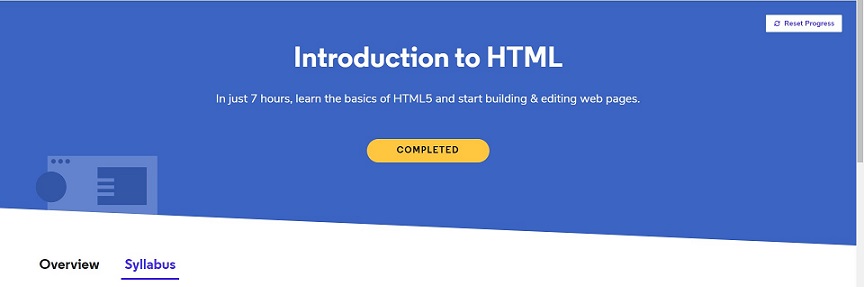 Reset Progress
Introduction to HTML
In just 7 hours, learn the basics of HTML5 and start building & editing web pages.
COMPLETED
Overview Syllabus